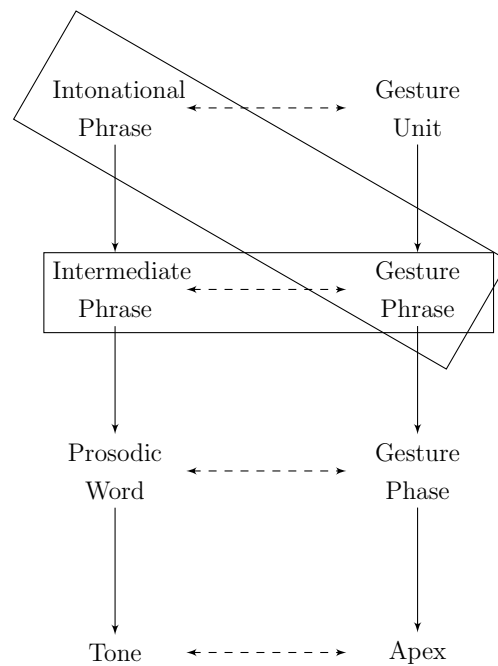 Intonational
Phrase
Gesture
Unit
Intermediate
Phrase
Gesture
Phrase
Prosodic
Word
Gesture
Phase
Tone
Apex